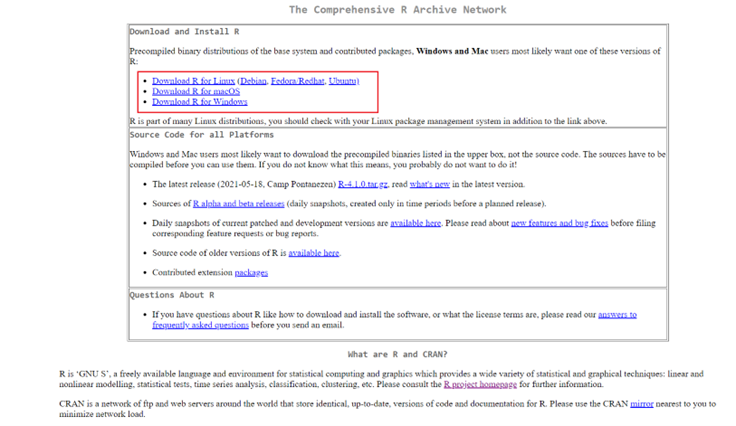 The Comprehensive R Archive Network
Download and Install R
Precompiled binary distributions of the base system and contributed packages, Windows and Mac users most likely want one of these versions of
R:
• Download R for Linux (Debian, Fedora/Redhat, Ubuntu)
• Download R for macOS
• Download R for Windows
R is part of many Linux distributions, you should check with your Linux package management system in addition to the link above.
Source Code for all Platforms
Windows and Mac users most likely want to download the precompiled binaries listed in the upper box, not the source code. The sources have to be
compiled before you can use them. If you do not know what this means, you probably do not want to do it!
• The latest release (2021-05-18, Camp Pontanezen) R-4.1.0.tar.gz, read what's new in the latest version.
• Sources of R alpha and beta releases (daily snapshots, created only in time periods before a planned release).
• Daily snapshots of current patched and development versions are available here. Please read about new features and bug fixes before filing
corresponding feature requests or bug reports.
• Source code of older versions of R is available here.
• Contributed extension packages
Questions About R
• If you have questions about R like how to download and install the software, or what the license terms are, please read our answers to
frequently asked questions before you send an email.
What are R and CRAN?
R is ‘GNU S’, a freely available language and environment for statistical computing and graphics which provides a wide variety of statistical and graphical techniques: linear and
nonlinear modelling, statistical tests, time series analysis, classification, clustering, etc. Please consult the R project homepage for further information.
CRAN is a network of ftp and web servers around the world that store identical, up-to-date, versions of code and documentation for R. Please use the CRAN mirror nearest to you to
minimize network load.